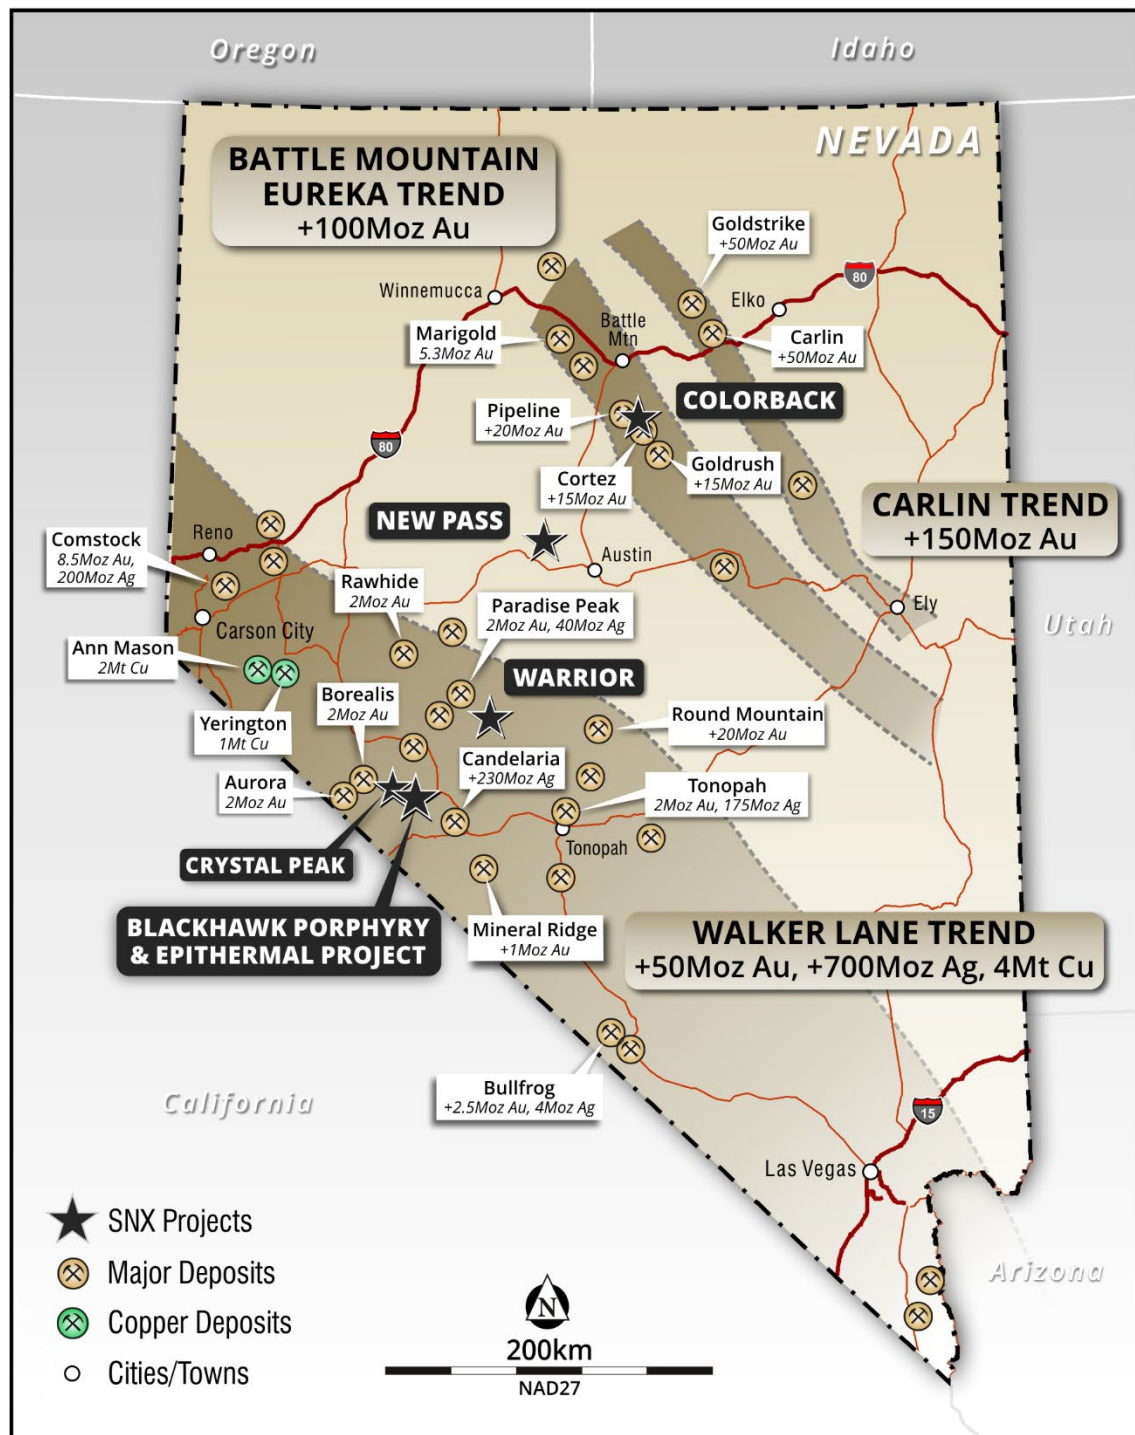 Oregon
Idaho
NEVADA
BATTLE MOUNTAIN
EUREKA TREND
+100Moz Au
Goldstrike
+50Moz Au
80
Winnemucca
Elko
Battle
Mtn
Marigold
5.3Moz Au
Carlin
+50Moz Au
COLORBACK
Pipeline
+20Moz Au
80
Cortez
+15Moz Au
Goldrush
+15Moz Au
CARLIN TREND
+150Moz Au
NEW PASS
Comstock
8.5Moz Au,
200Moz Ag
Reno
Austin
Rawhide
2Moz Au
Paradise Peak
2Moz Au, 40Moz Ag
Ely
Utah
Carson City
Ann Mason
2Mt Cu
WARRIOR
Borealis
2Moz Au
Yerington
1Mt Cu
Round Mountain
+20Moz Au
Candelaria
+230Moz Ag
Aurora
2Moz Au
Tonopah
2Moz Au, 175Moz Ag
Tonopah
CRYSTAL PEAK
BLACKHAWK PORPHYRY
& EPITHERMAL PROJECT
Mineral Ridge
+1Moz Au
WALKER LANE TREND
+50Moz Au, +700Moz Ag, 4Mt Cu
Bullfrog
+2.5Moz Au, 4Moz Ag
California
15
Las Vegas
Arizona
SNX Projects
Major Deposits
Copper Deposits
Cities/Towns
N
200km
NAD27